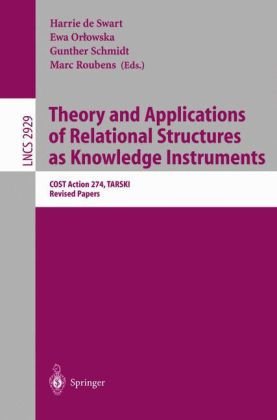 Harrie de Swart
Ewa Orłowska
Gunther Schmidt
Marc Roubens (Eds.)
LNCS 2929
Theory and Applications
of Relational Structures
as Knowledge Instruments
COST Action 274, TARSKI
Revised Papers
Springer